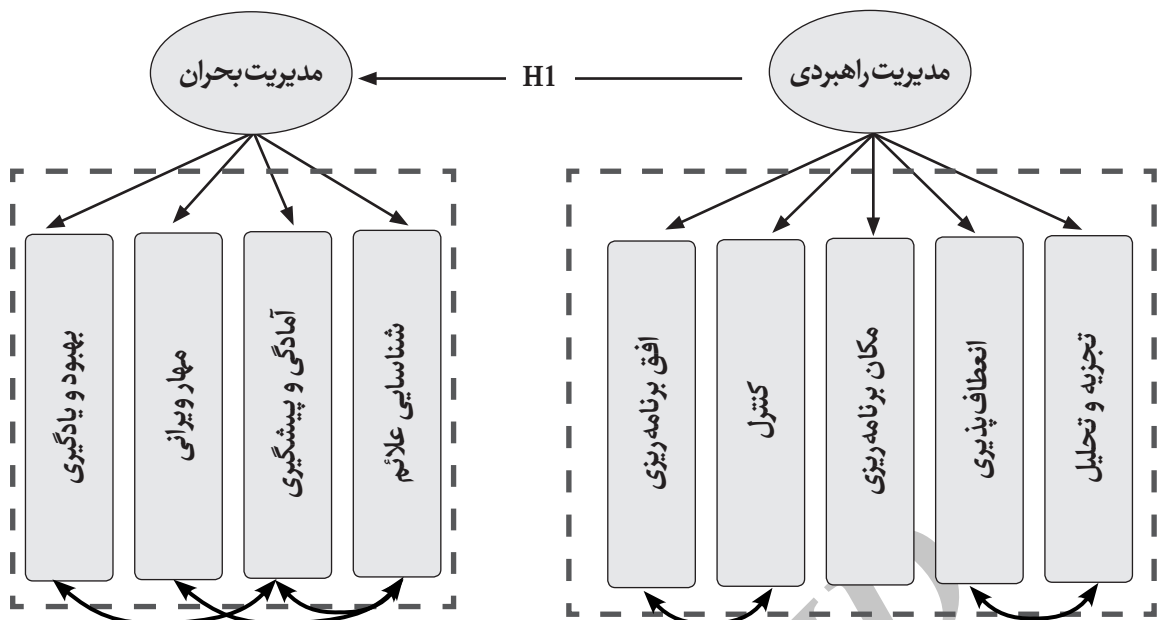 مدیریت راهبردی
H1
مدیریت بحران
تجزیه و تحلیل
انعطاف‌پذیری
مکان برنامه‌ریزی
کنترل
افق برنامه‌ریزی
شناسایی علائم
آمادگی و پیشگیری
مهار ویرانی
بهبود و یادگیری